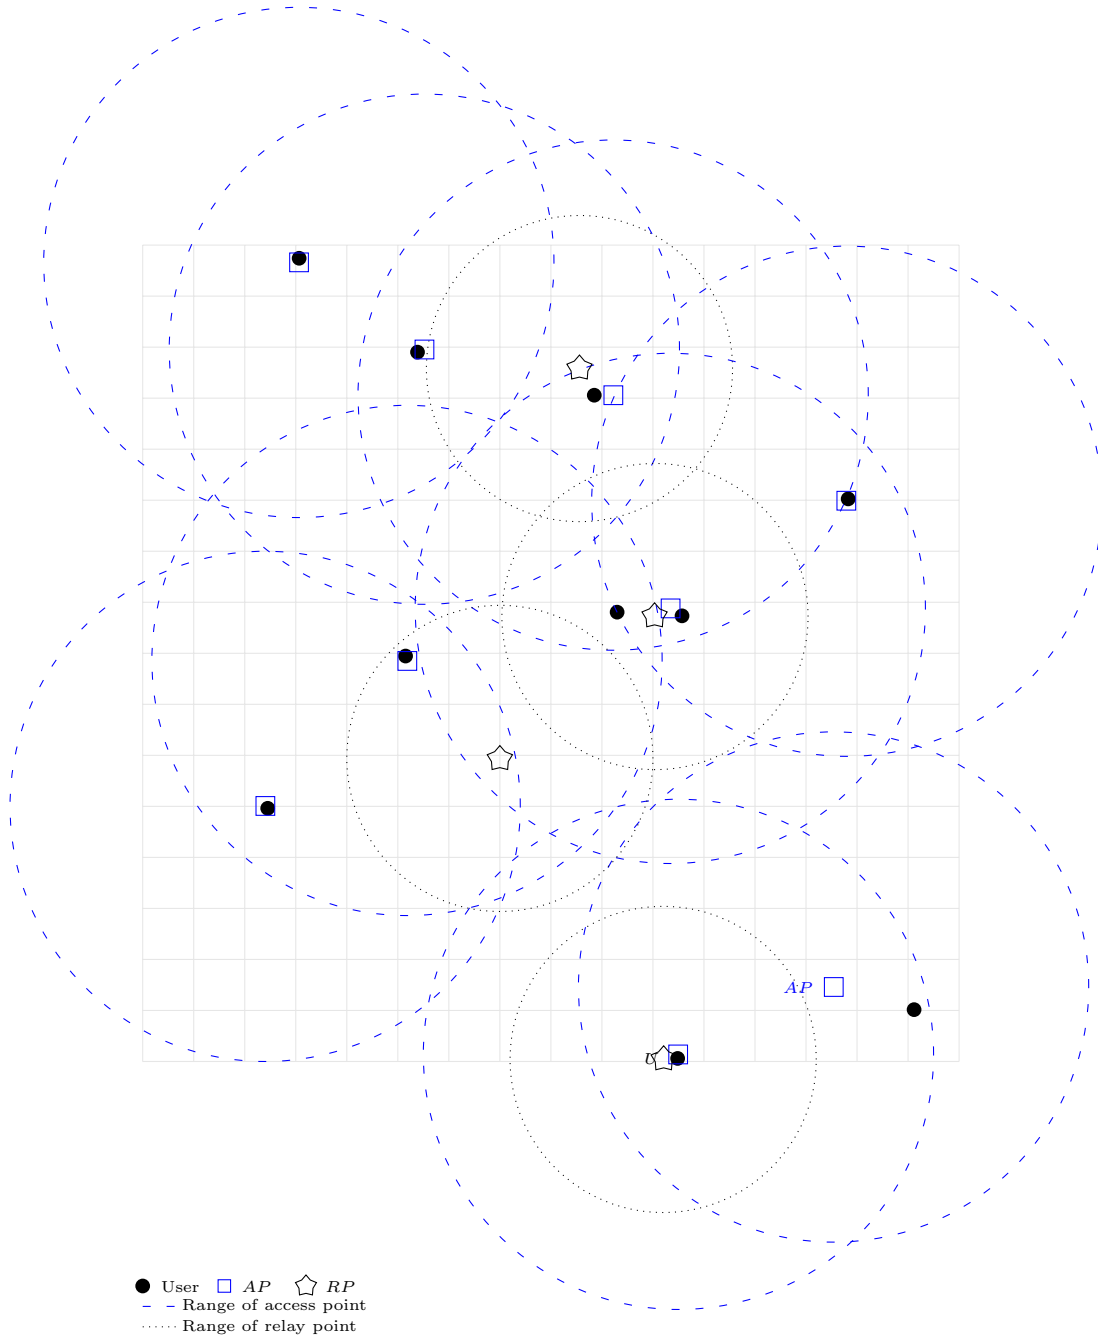 AP
U
User AP RP
Range of access point
Range of relay point